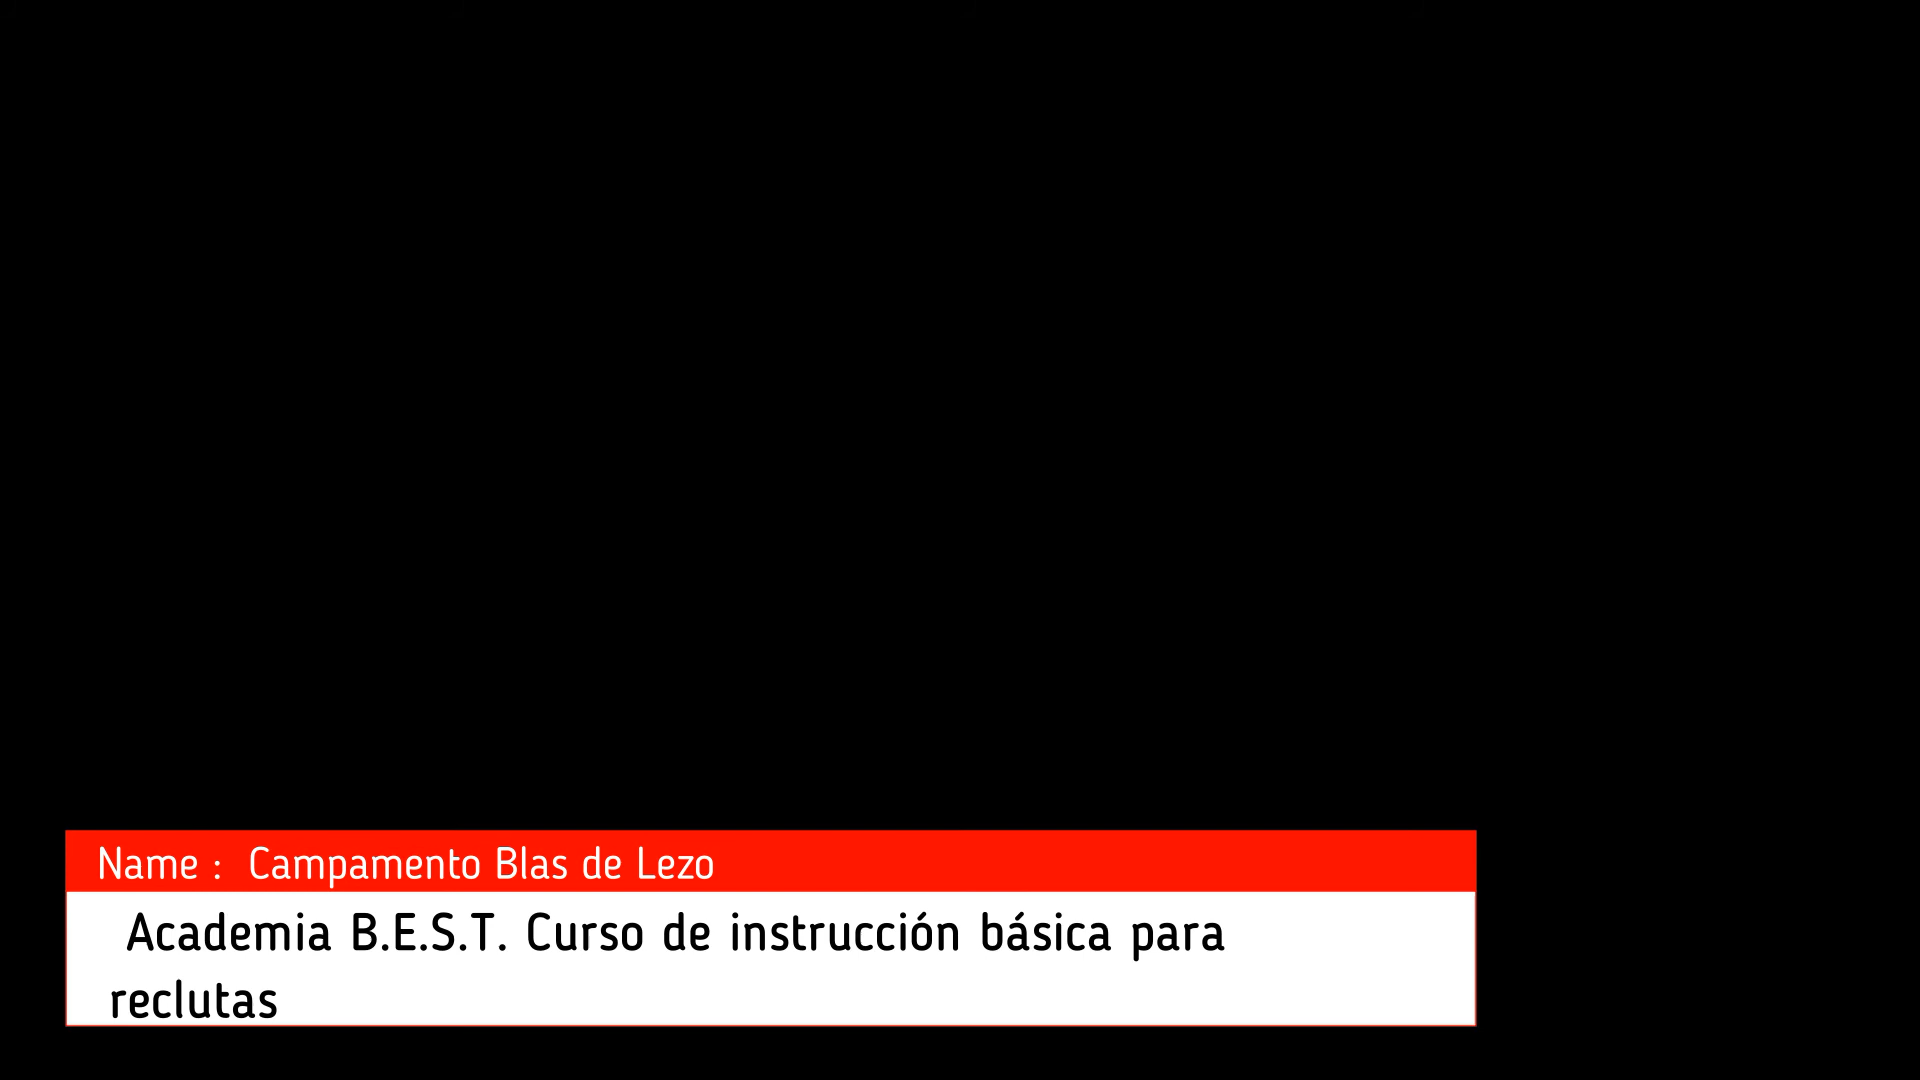 Name : Campamento Blas de Lezo
Academia B.E.S.T. Curso de instrucción básica para
reclutas